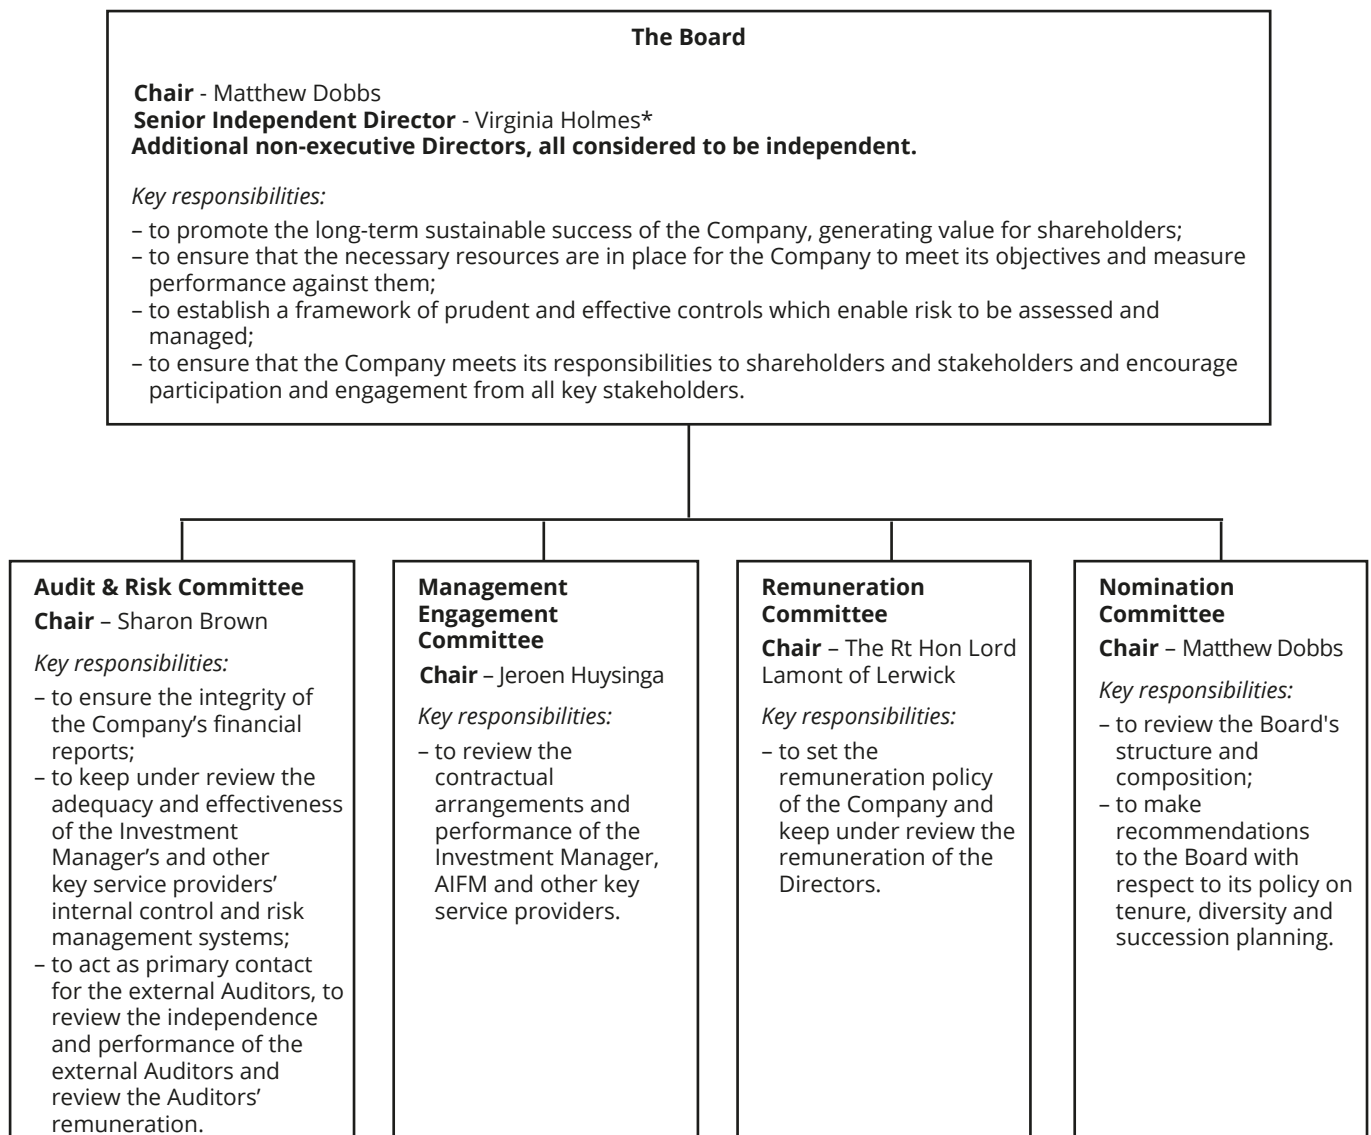 The Board
Chair - Matthew Dobbs
Senior Independent Director - Virginia Holmes*
Additional non-executive Directors, all considered to be independent.
Key responsibilities:
– to promote the long-term sustainable success of the Company, generating value for shareholders;
– to ensure that the necessary resources are in place for the Company to meet its objectives and measure
performance against them;
– to establish a framework of prudent and effective controls which enable risk to be assessed and
managed;
– to ensure that the Company meets its responsibilities to shareholders and stakeholders and encourage
participation and engagement from all key stakeholders.
Audit & Risk Committee
Chair – Sharon Brown
Key responsibilities:
– to ensure the integrity of
the Company’s financial
reports;
– to keep under review the
adequacy and effectiveness
of the Investment
Manager’s and other
key service providers’
internal control and risk
management systems;
– to act as primary contact
for the external Auditors, to
review the independence
and performance of the
external Auditors and
review the Auditors’
remuneration.
Management
Engagement
Committee
Chair – Jeroen Huysinga
Key responsibilities:
– to review the
contractual
arrangements and
performance of the
Investment Manager,
AIFM and other key
service providers.
Remuneration
Committee
Chair – The Rt Hon Lord
Lamont of Lerwick
Key responsibilities:
– to set the
remuneration policy
of the Company and
keep under review the
remuneration of the
Directors.
Nomination
Committee
Chair – Matthew Dobbs
Key responsibilities:
– to review the Board's
structure and
composition;
– to make
recommendations
to the Board with
respect to its policy on
tenure, diversity and
succession planning.